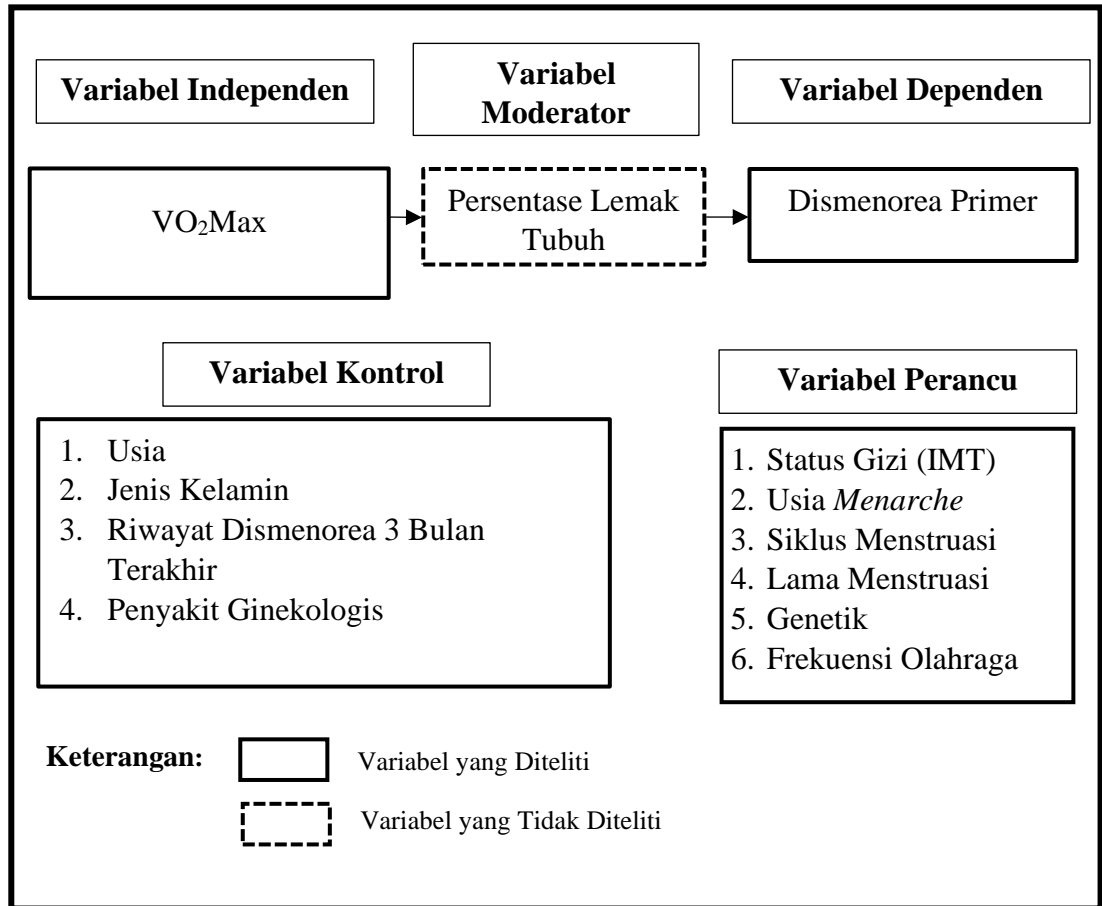 Variabel Independen
Variabel
Moderator
Variabel Dependen
VO₂Max
Persentase Lemak
Tubuh
Dismenorea Primer
Variabel Kontrol
1. Usia
2. Jenis Kelamin
3. Riwayat Dismenorea 3 Bulan
Terakhir
4. Penyakit Ginekologis
Variabel Perancu
1. Status Gizi (IMT)
2. Usia Menarche
3. Siklus Menstruasi
4. Lama Menstruasi
5. Genetik
6. Frekuensi Olahraga
Keterangan:
Variabel yang Diteliti
Variabel yang Tidak Diteliti